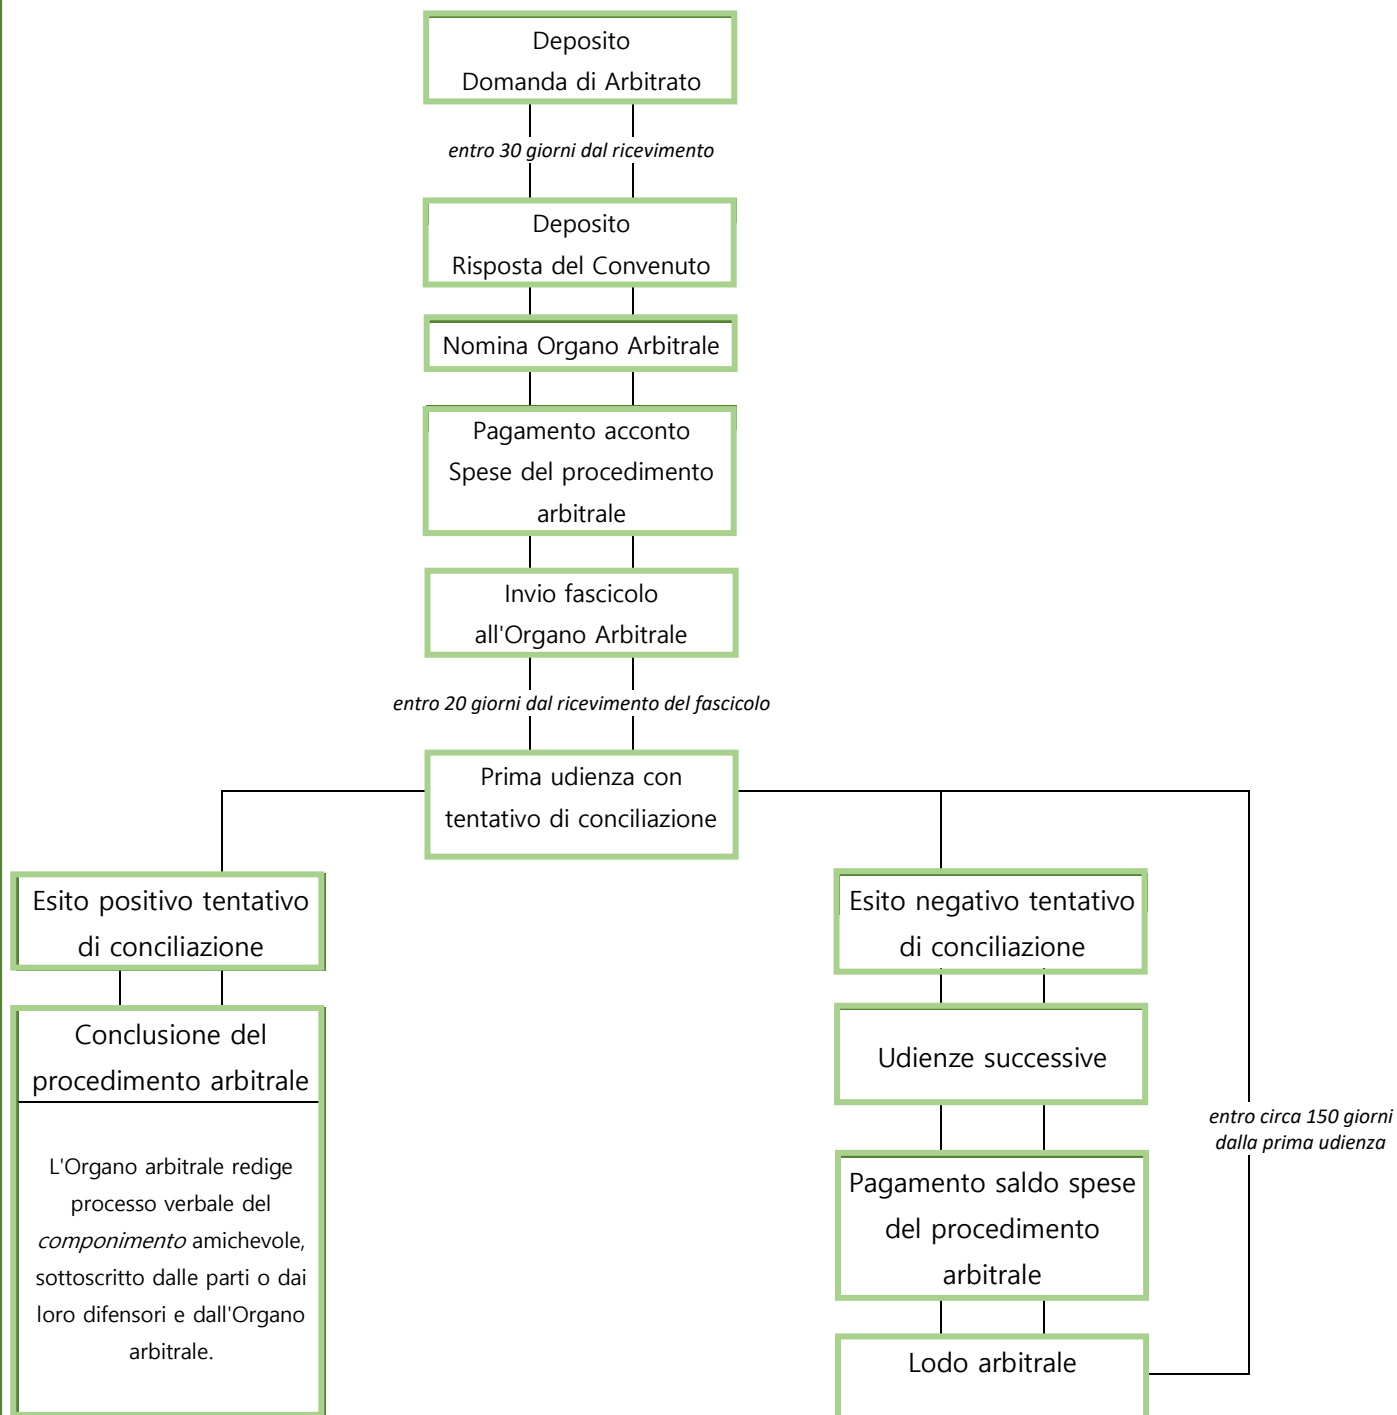 Deposito
Domanda di Arbitrato
entro 30 giorni dal ricevimento
Deposito
Risposta del Convenuto
Nomina Organo Arbitrale
Pagamento acconto
Spese del procedimento
arbitrale
Invio fascicolo
all'Organo Arbitrale
entro 20 giorni dal ricevimento del fascicolo
Prima udienza con
tentativo di conciliazione
Esito positivo tentativo
di conciliazione
Conclusione del
procedimento arbitrale
L'Organo arbitrale redige
processo verbale del
componimento amichevole,
sottoscritto dalle parti o dai
loro difensori e dall'Organo
arbitrale.
Esito negativo tentativo
di conciliazione
Udienze successive
Pagamento saldo spese
del procedimento
arbitrale
Lodo arbitrale
entro circa 150 giorni
dalla prima udienza